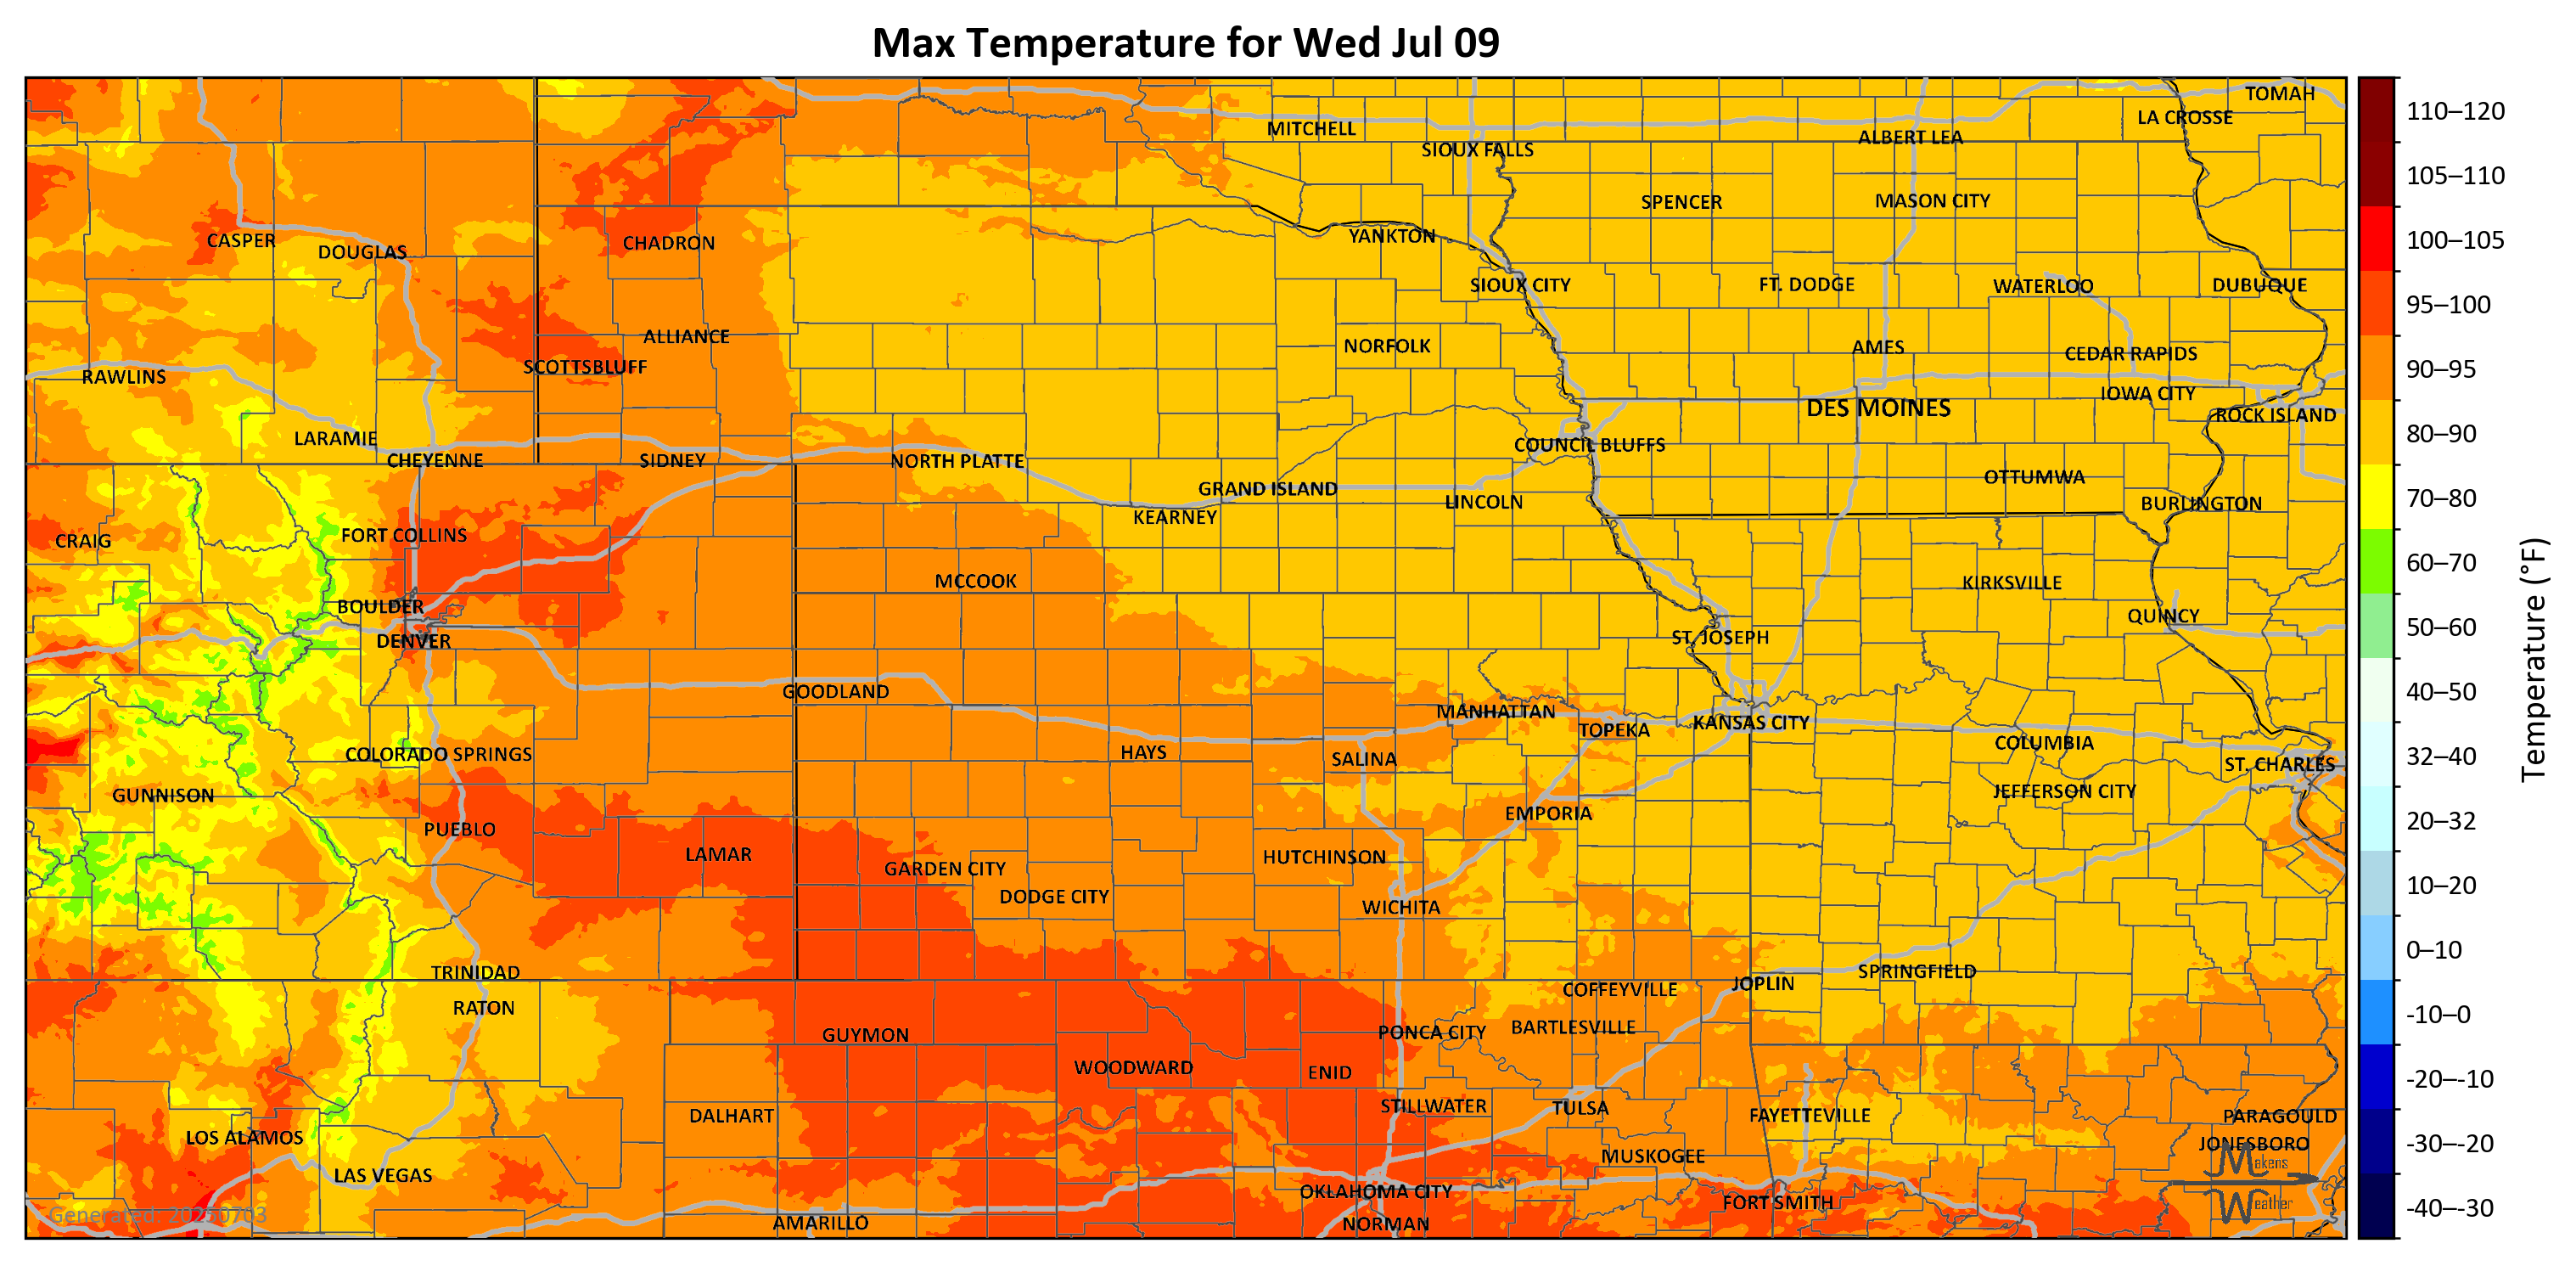 Max Temperature for Wed Jul 09
TOMAH
LA CROSSE
MITCHELL
ALBERT LEA
SIOUX FALLS
SPENCER
MASON CITY
CASPER
DOUGLAS
CHADRON
YANKTON
SIOUX CITY
FT. DODGE
WATERLOO
DUBUQUE
ALLIANCE
SCOTTSBLUFF
NORFOLK
AMES
CEDAR RAPIDS
RAWLINS
IOWA CITY
DES MOINES
ROCK ISLAND
LARAMIE
COUNCIL BLUFFS
CHEYENNE
SIDNEY
NORTH PLATTE
OTTUMWA
GRAND ISLAND
LINCOLN
BURLINGTON
KEARNEY
CRAIG
FORT COLLINS
MCCOOK
KIRKSVILLE
BOULDER
QUINCY
DENVER
ST. JOSEPH
GOODLAND
MANHATTAN
TOPEKA
KANSAS CITY
COLUMBIA
COLORADO SPRINGS
HAYS
SALINA
ST. CHARLES
GUNNISON
JEFFERSON CITY
EMPORIA
PUEBLO
LAMAR
GARDEN CITY
HUTCHINSON
DODGE CITY
WICHITA
TRINIDAD
SPRINGFIELD
JOPLIN
COFFEYVILLE
RATON
GUYMON
PONCA CITY
BARTLESVILLE
WOODWARD
ENID
DALHART
STILLWATER
TULSA
FAYETTEVILLE
PARAGOULD
LOS ALAMOS
JONESBORO
LAS VEGAS
MUSKOGEE
OKLAHOMA CITY
FORT SMITH
AMARILLO
NORMAN
Generated: 20250703
Makens
Weather
110–120
105–110
100–105
95–100
90–95
80–90
70–80
60–70
50–60
40–50
32–40
20–32
10–20
0–10
-10–0
-20–-10
-30–-20
-40–-30
Temperature (°F)